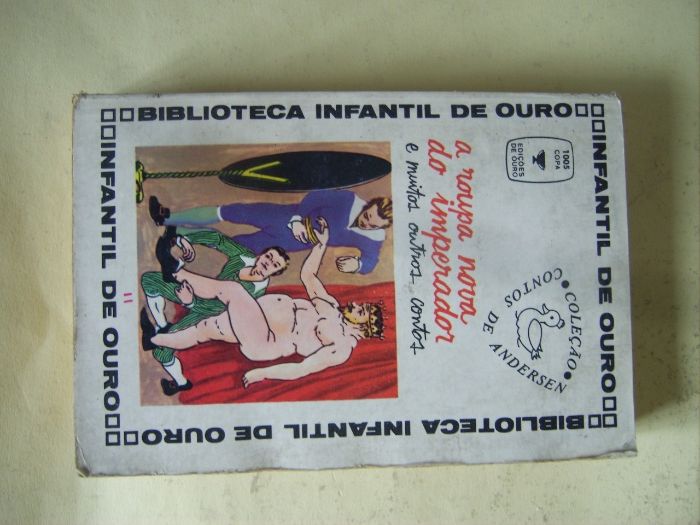 BIBLIOTECA INFANTIL DE OURO
INFANTIL DE OURO
BIBLIOTECA INFANTIL DE OURO
INFANTIL DE OURO
1005
COPA
EDIÇÕES
DE OURO
a roupa nova
do imperador
e muitos outros contos
• COLEÇÃO •
CONTOS DE ANDERSEN
11